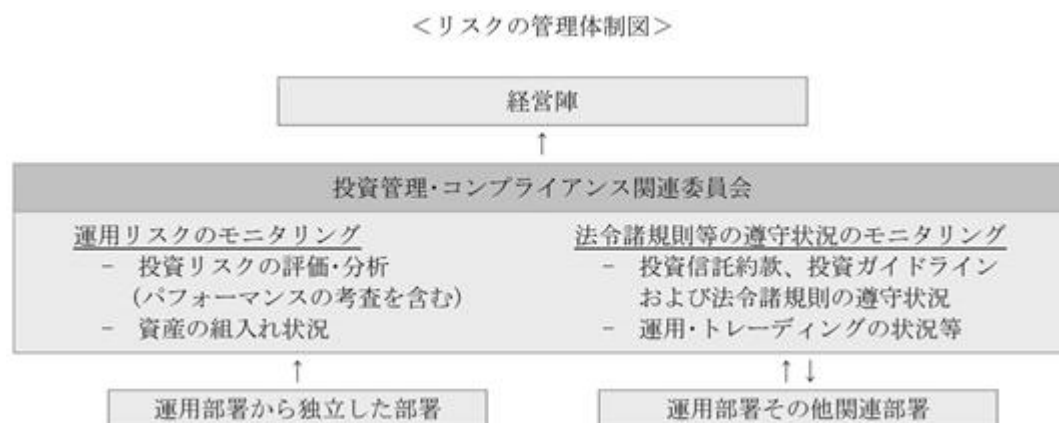 ＜リスクの管理体制図＞
経営陣
↑
投資管理・コンプライアンス関連委員会
運用リスクのモニタリング
－ 投資リスクの評価・分析
（パフォーマンスの考査を含む）
－ 資産の組入れ状況
法令諸規則等の遵守状況のモニタリング
－ 投資信託約款、投資ガイドライン
および法令諸規則の遵守状況
－ 運用・トレーディングの状況等
↑
↑↓
運用部署から独立した部署
運用部署その他関連部署